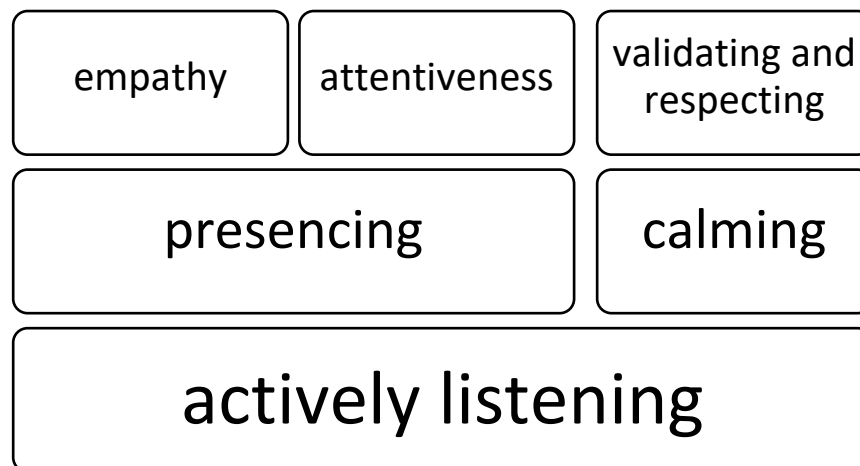 empathy
attentiveness
validating and
respecting
presencing
calming
actively listening